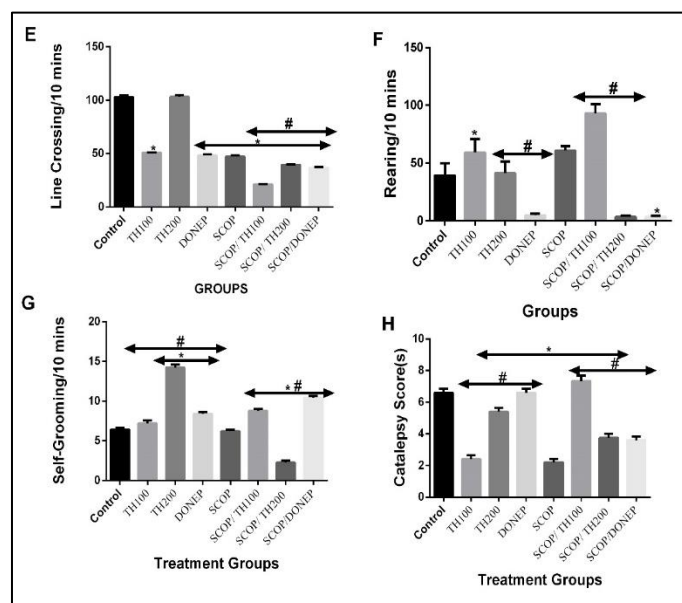 E
Line Crossing/10 mins
150
100
50
0
#
*
*
Control
TH100
TH200
DONEP
SCOP
SCOP/TH100
SCOP/TH200
SCOP/DONEP
GROUPS
F
Rearing/10 mins
150
100
50
0
*
#
#
*
Control
TH100
TH200
DONEP
SCOP
SCOP/TH100
SCOP/TH200
SCOP/DONEP
Groups
G
Self-Grooming/10 mins
20
15
10
5
0
#
*
* #
Control
TH100
TH200
DONEP
SCOP
SCOP/TH100
SCOP/TH200
SCOP/DONEP
Treatment Groups
H
Catalepsy Score(s)
10
8
6
4
2
0
*
#
#
Control
TH100
TH200
DONEP
SCOP
SCOP/TH100
SCOP/TH200
SCOP/DONEP
Treatment Groups